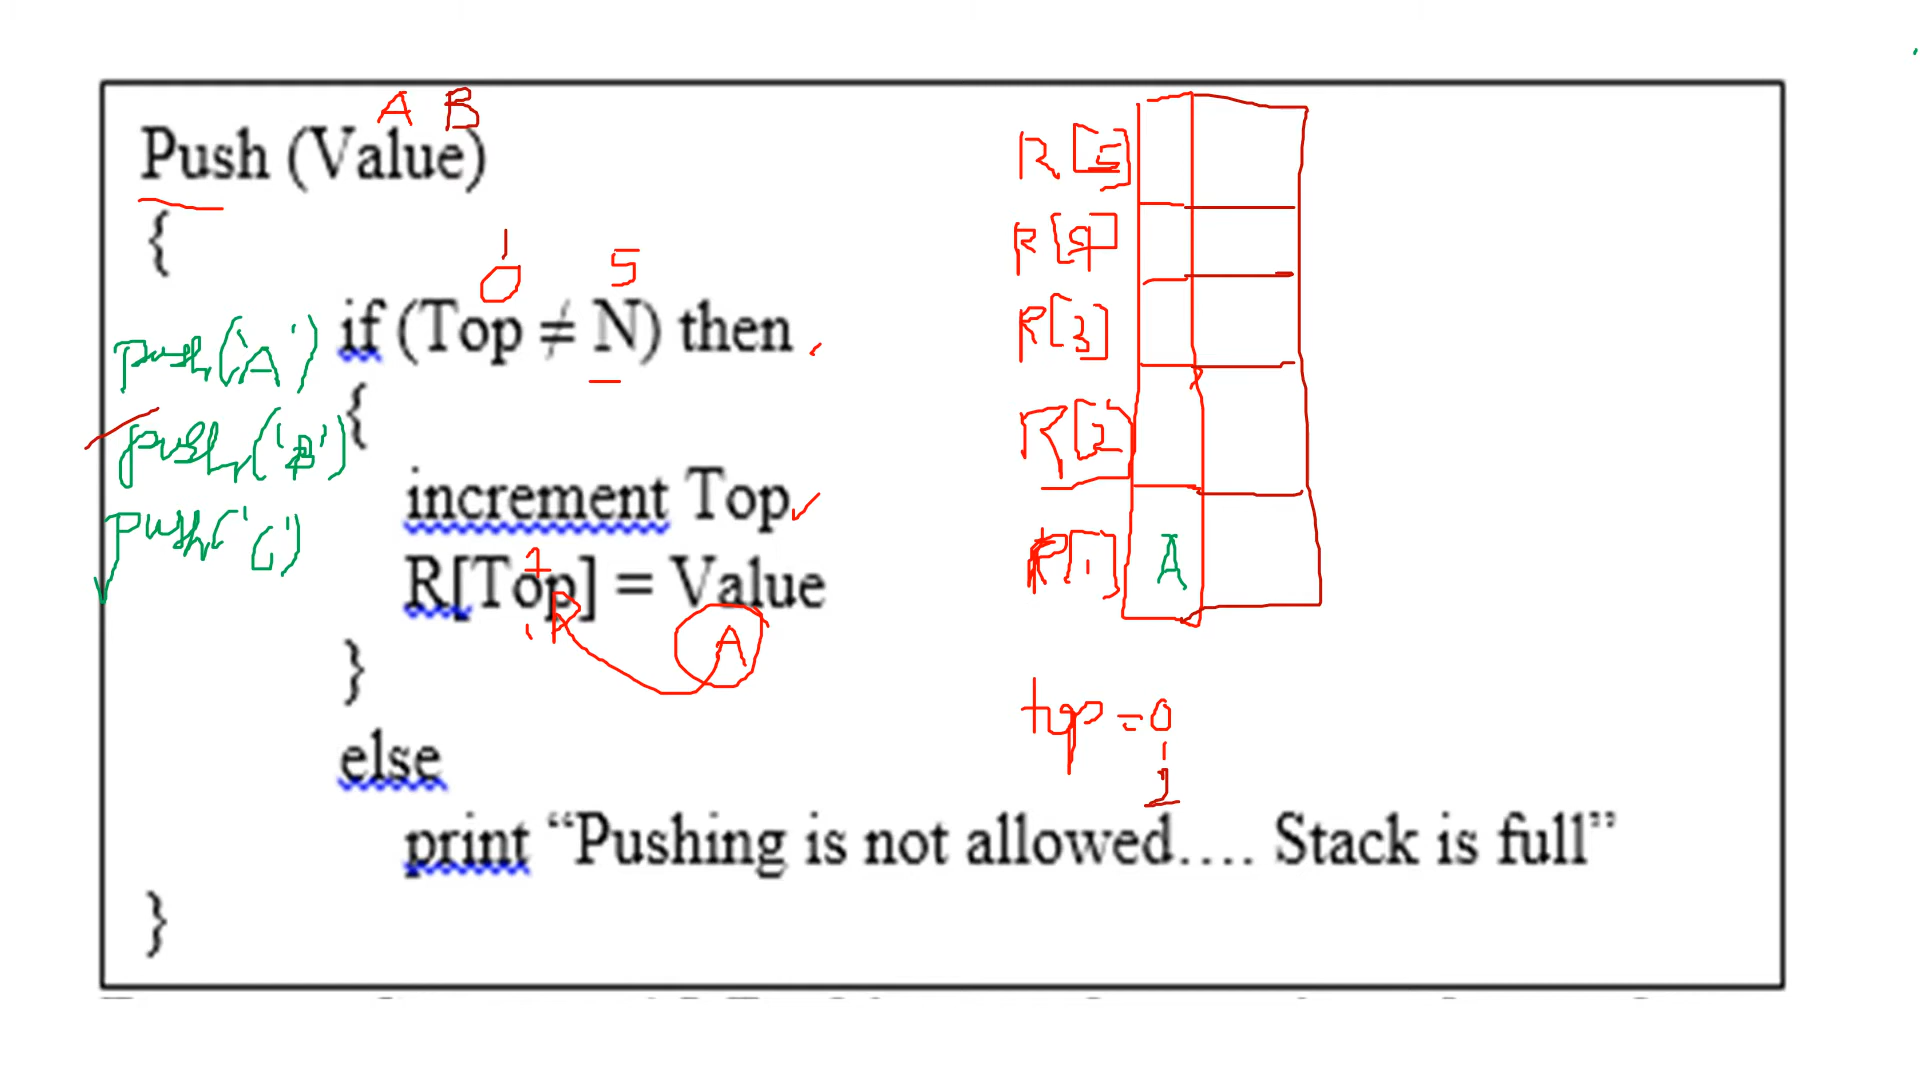 A B
Push (Value)
{
1
0 5
if (Top ≠ N) then
push('A')
{
push('B')
increment Top
push('C')
R[Top] = Value
1 R A
}
else
print “Pushing is not allowed.... Stack is full”
}
R[5]
R[4]
R[3]
R[2]
R[1] A
top = 0
1
2